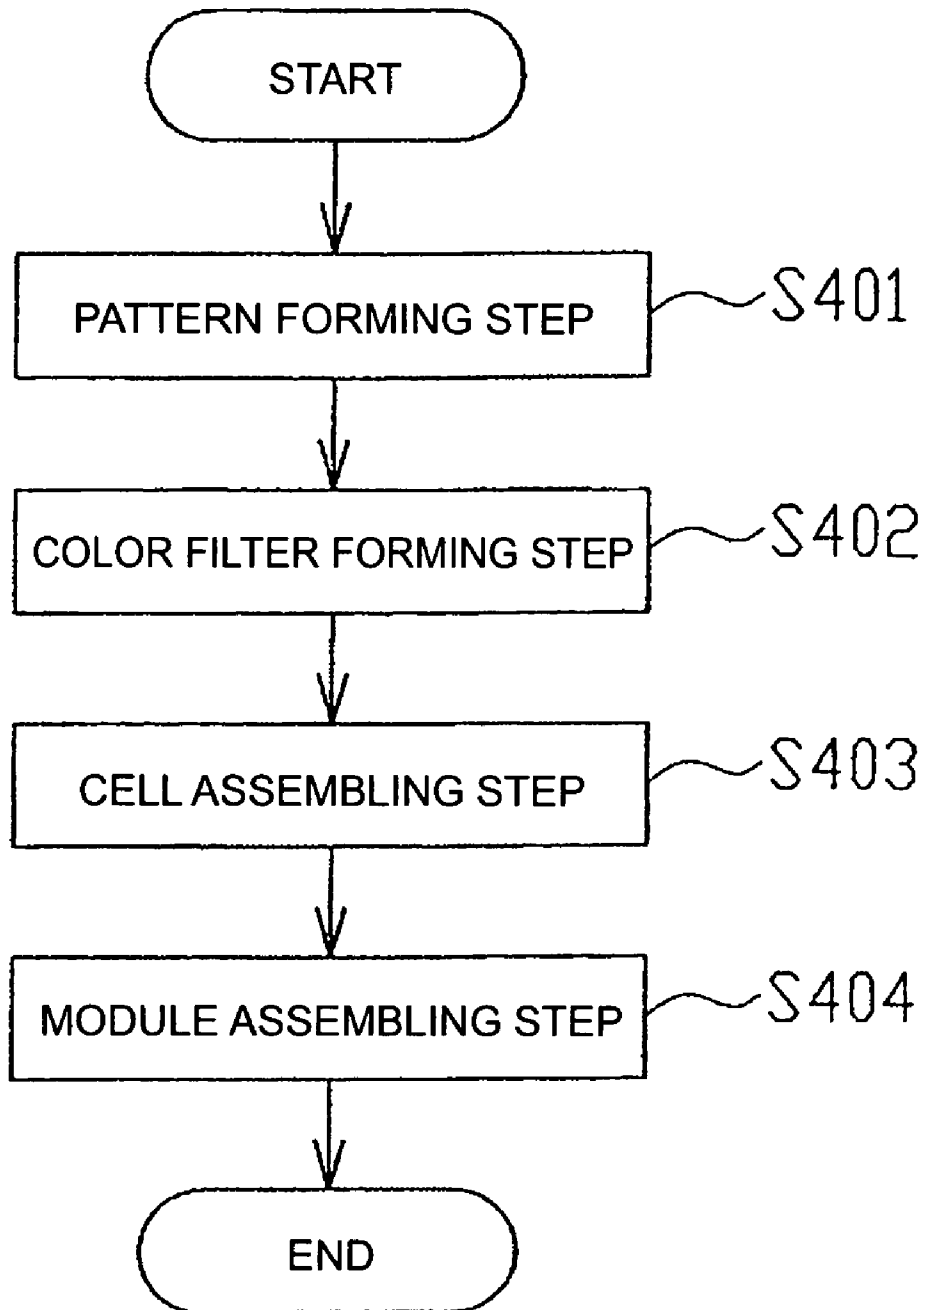 START
PATTERN FORMING STEP
S401
COLOR FILTER FORMING STEP
S402
CELL ASSEMBLING STEP
S403
MODULE ASSEMBLING STEP
S404
END